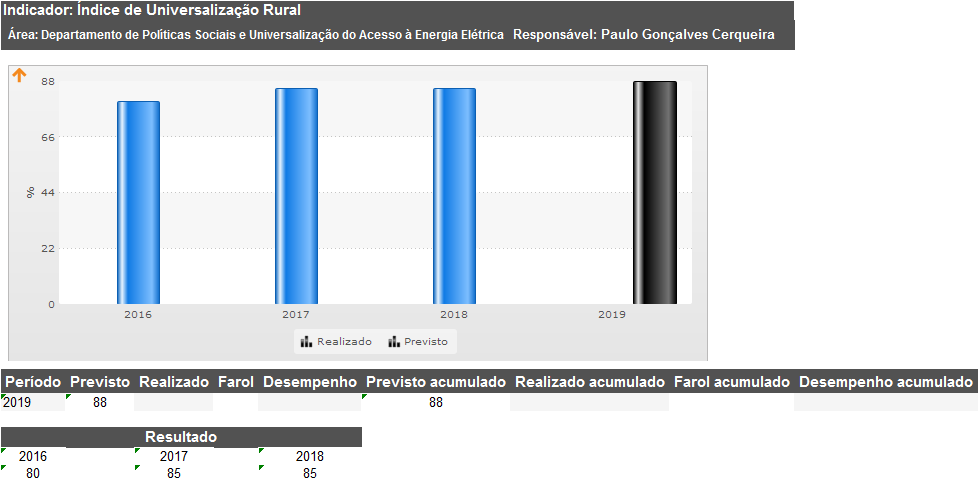 Indicador: Índice de Universalização Rural
Área: Departamento de Políticas Sociais e Universalização do Acesso à Energia Elétrica Responsável: Paulo Gonçalves Cerqueira
88
66
% 44
22
0
2016 2017 2018 2019
Realizado Previsto
Período Previsto Realizado Farol Desempenho Previsto acumulado Realizado acumulado Farol acumulado Desempenho acumulado
2019 88 88
Resultado
2016 2017 2018
80 85 85